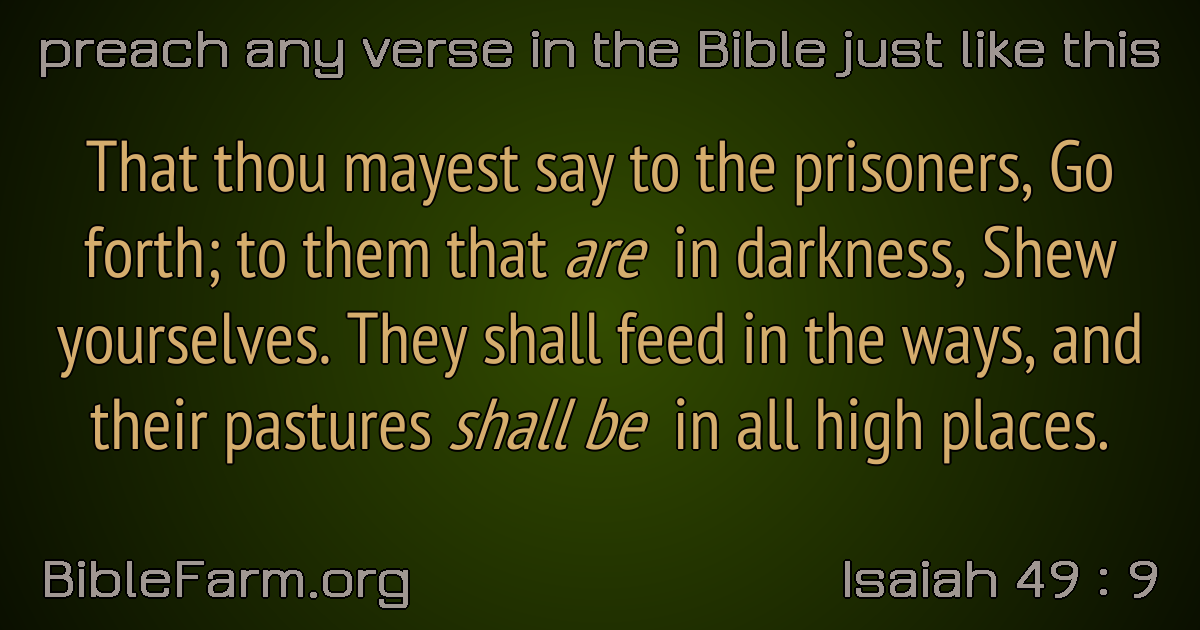 preach any verse in the Bible just like this
That thou mayest say to the prisoners, Go
forth; to them that are in darkness, Shew
yourselves. They shall feed in the ways, and
their pastures shall be in all high places.
BibleFarm.org
Isaiah 49 : 9